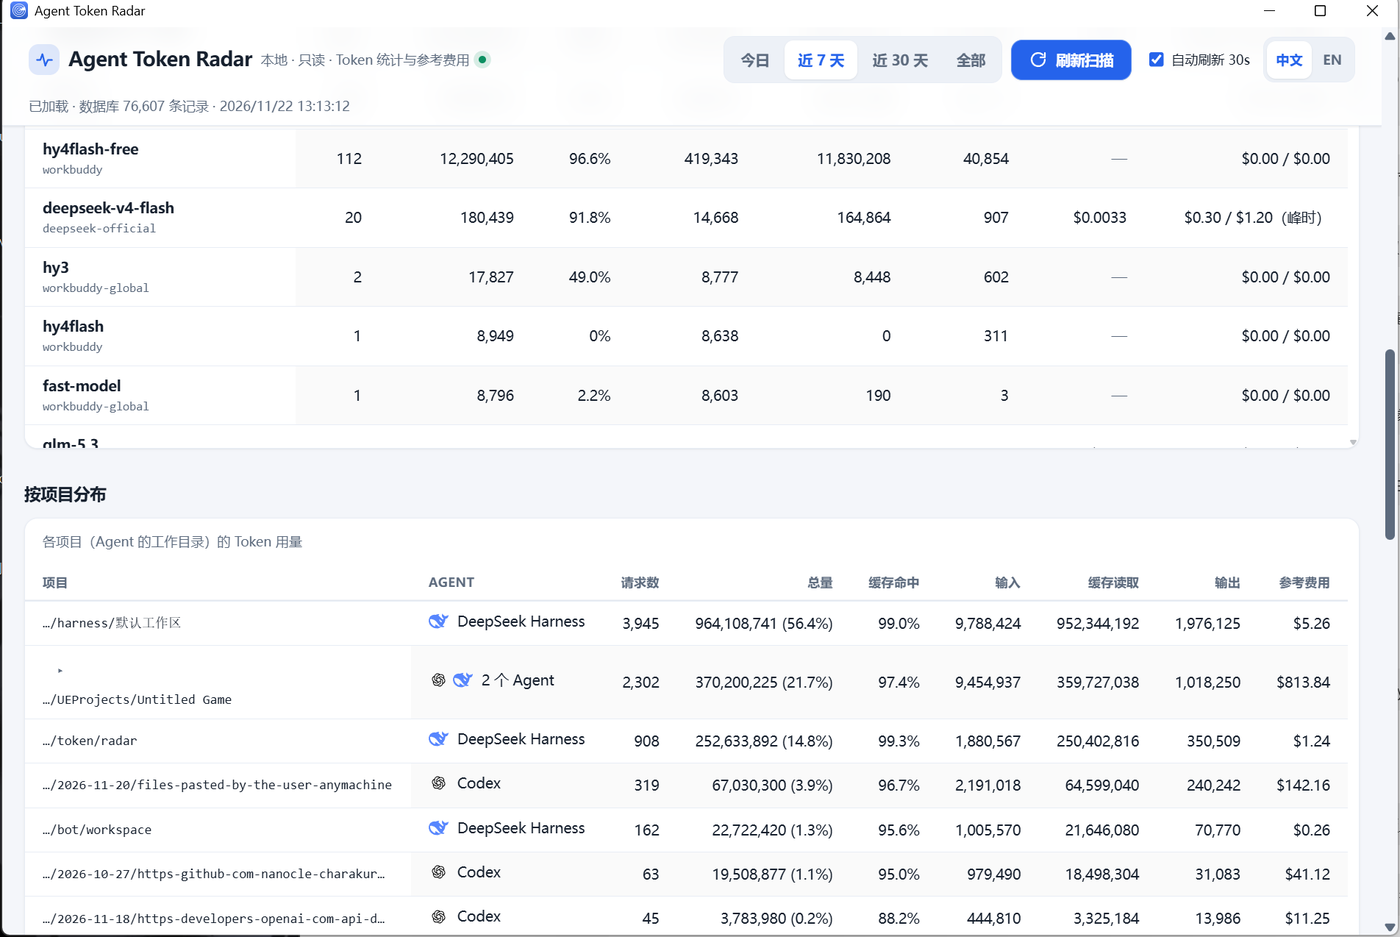 Agent Token Radar
Agent Token Radar 本地 · 只读 · Token 统计与参考费用
今日 近 7 天 近 30 天 全部 刷新扫描 自动刷新 30s 中文 EN
已加载 · 数据库 76,607 条记录 · 2026/11/22 13:13:12
hy4flash-free
workbuddy
112 12,290,405 96.6% 419,343 11,830,208 40,854 — $0.00 / $0.00
deepseek-v4-flash
deepseek-official
20 180,439 91.8% 14,668 164,864 907 $0.0033 $0.30 / $1.20（峰时）
hy3
workbuddy-global
2 17,827 49.0% 8,777 8,448 602 — $0.00 / $0.00
hy4flash
workbuddy
1 8,949 0% 8,638 0 311 — $0.00 / $0.00
fast-model
workbuddy-global
1 8,796 2.2% 8,603 190 3 — $0.00 / $0.00
glm-5.3
按项目分布
各项目（Agent 的工作目录）的 Token 用量
项目 AGENT 请求数 总量 缓存命中 输入 缓存读取 输出 参考费用
…/harness/默认工作区 DeepSeek Harness 3,945 964,108,741 (56.4%) 99.0% 9,788,424 952,344,192 1,976,125 $5.26
▸
…/UEProjects/Untitled Game 2 个 Agent 2,302 370,200,225 (21.7%) 97.4% 9,454,937 359,727,038 1,018,250 $813.84
…/token/radar DeepSeek Harness 908 252,633,892 (14.8%) 99.3% 1,880,567 250,402,816 350,509 $1.24
…/2026-11-20/files-pasted-by-the-user-anymachine Codex 319 67,030,300 (3.9%) 96.7% 2,191,018 64,599,040 240,242 $142.16
…/bot/workspace DeepSeek Harness 162 22,722,420 (1.3%) 95.6% 1,005,570 21,646,080 70,770 $0.26
…/2026-10-27/https-github-com-nanocle-charakur… Codex 63 19,508,877 (1.1%) 95.0% 979,490 18,498,304 31,083 $41.12
…/2026-11-18/https-developers-openai-com-api-d… Codex 45 3,783,980 (0.2%) 88.2% 444,810 3,325,184 13,986 $11.25